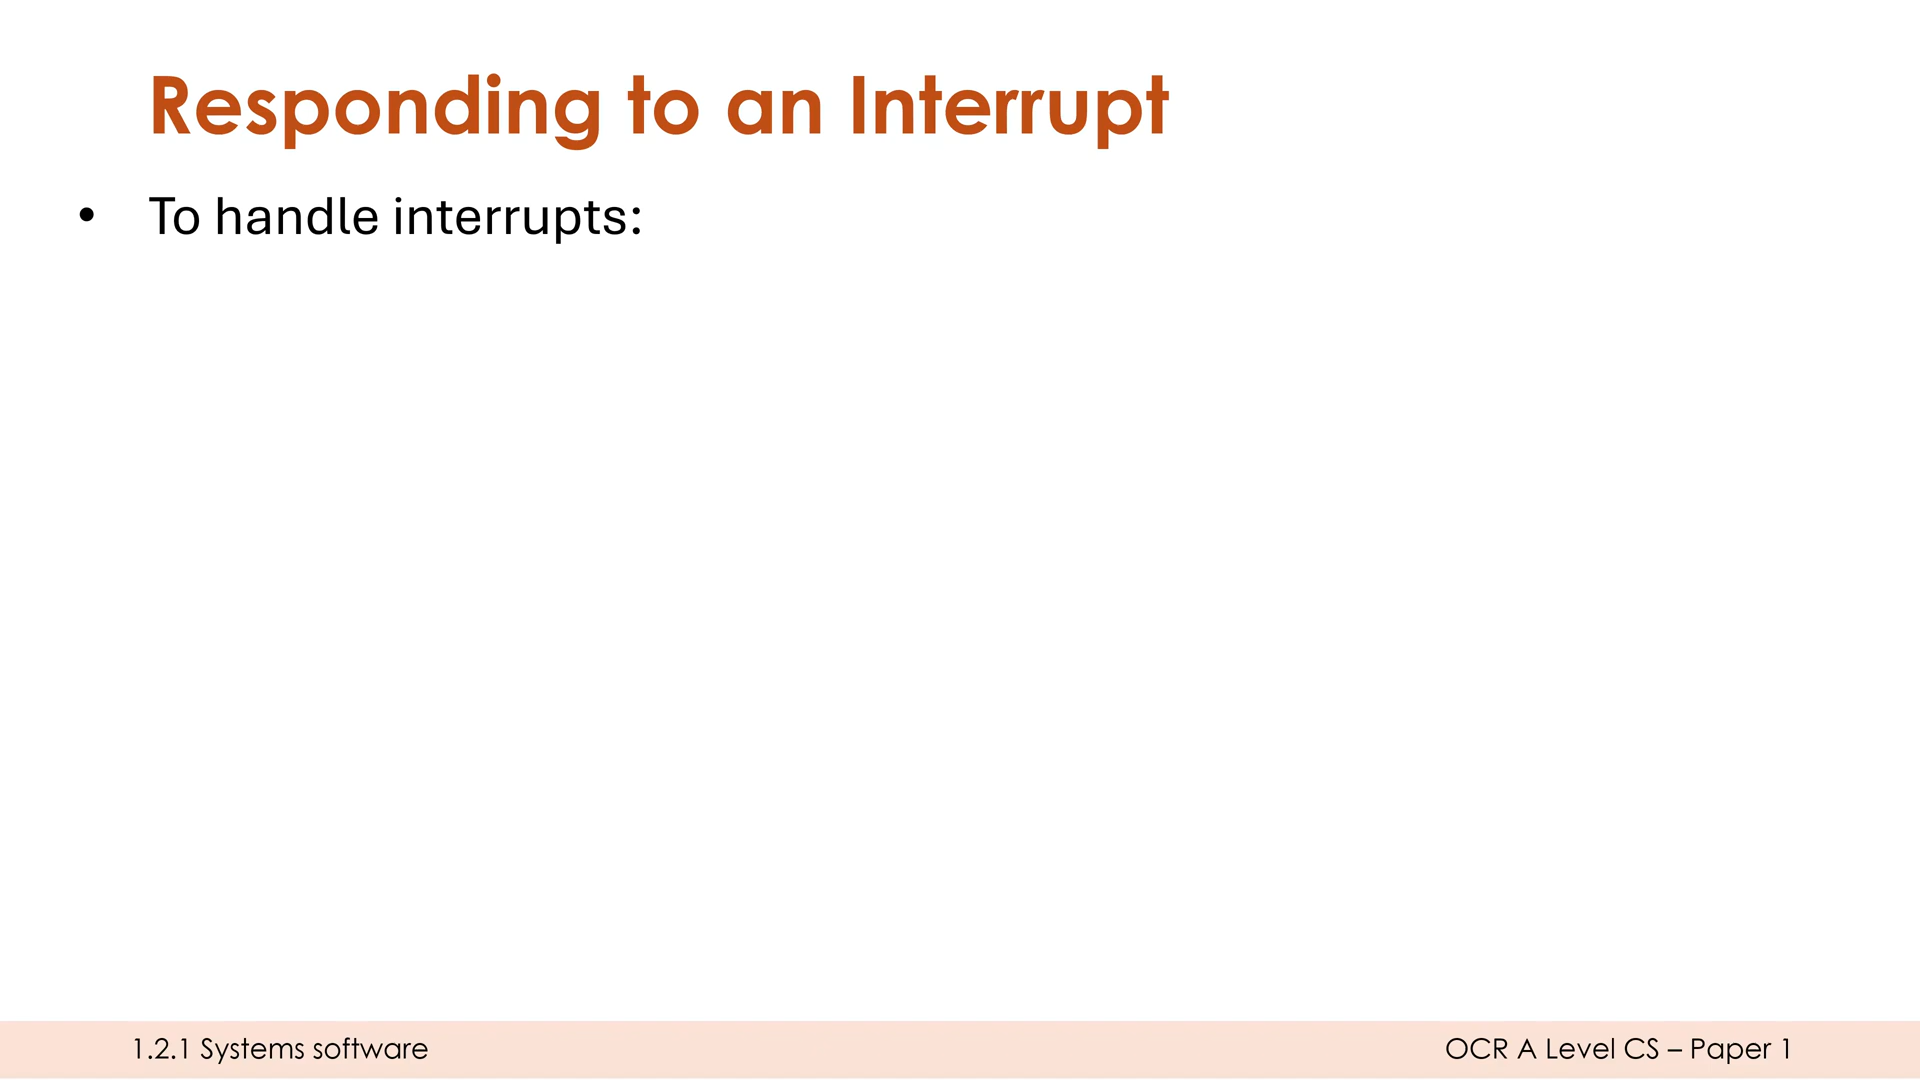 Responding to an Interrupt
• To handle interrupts:
1.2.1 Systems software
OCR A Level CS – Paper 1